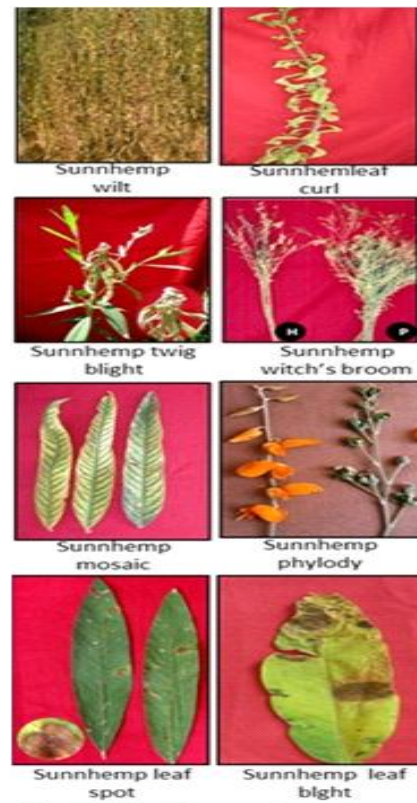 Sunnhemp
wilt
Sunnhemleaf
curl
Sunnhemp twig
blight
H
P
Sunnhemp
witch's broom
Sunnhemp
mosaic
Sunnhemp
phylody
Sunnhemp leaf
spot
Sunnhemp leaf
blght